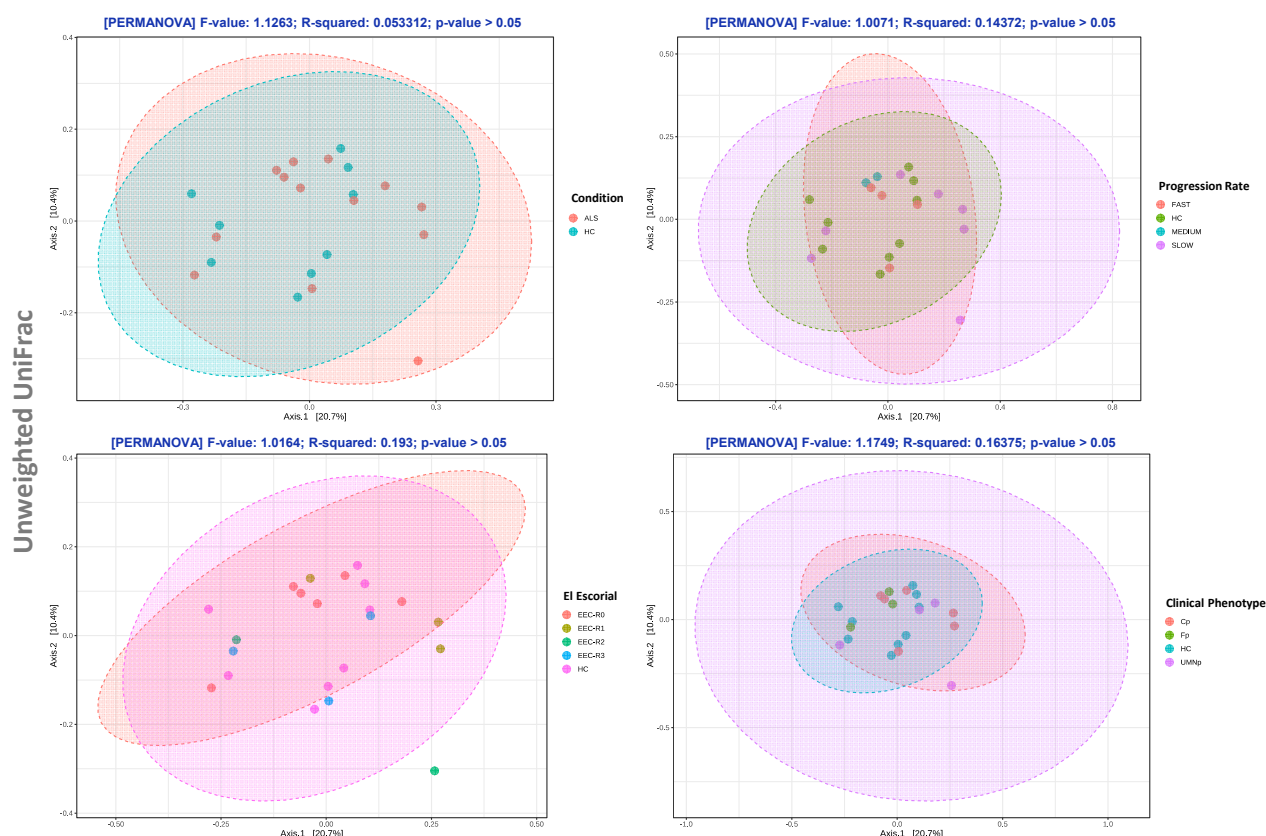 Unweighted UniFrac
[PERMANOVA] F-value: 1.1263; R-squared: 0.053312; p-value > 0.05
0.4
0.2
0.0
-0.2
Axis.2 [10.4%]
-0.3
0.0
0.3
Axis.1 [20.7%]
Condition
ALS
HC
[PERMANOVA] F-value: 1.0071; R-squared: 0.14372; p-value > 0.05
0.50
0.25
0.00
-0.25
-0.50
Axis.2 [10.4%]
-0.4
0.0
0.4
0.8
Axis.1 [20.7%]
Progression Rate
FAST
HC
MEDIUM
SLOW
[PERMANOVA] F-value: 1.0164; R-squared: 0.193; p-value > 0.05
0.4
0.2
0.0
-0.2
-0.4
Axis.2 [10.4%]
-0.50
-0.25
0.00
0.25
0.50
Axis.1 [20.7%]
El Escorial
EEC-R0
EEC-R1
EEC-R2
EEC-R3
HC
[PERMANOVA] F-value: 1.1749; R-squared: 0.16375; p-value > 0.05
0.5
0.0
-0.5
Axis.2 [10.4%]
-1.0
-0.5
0.0
0.5
1.0
Axis.1 [20.7%]
Clinical Phenotype
Cp
Fp
HC
UMNp